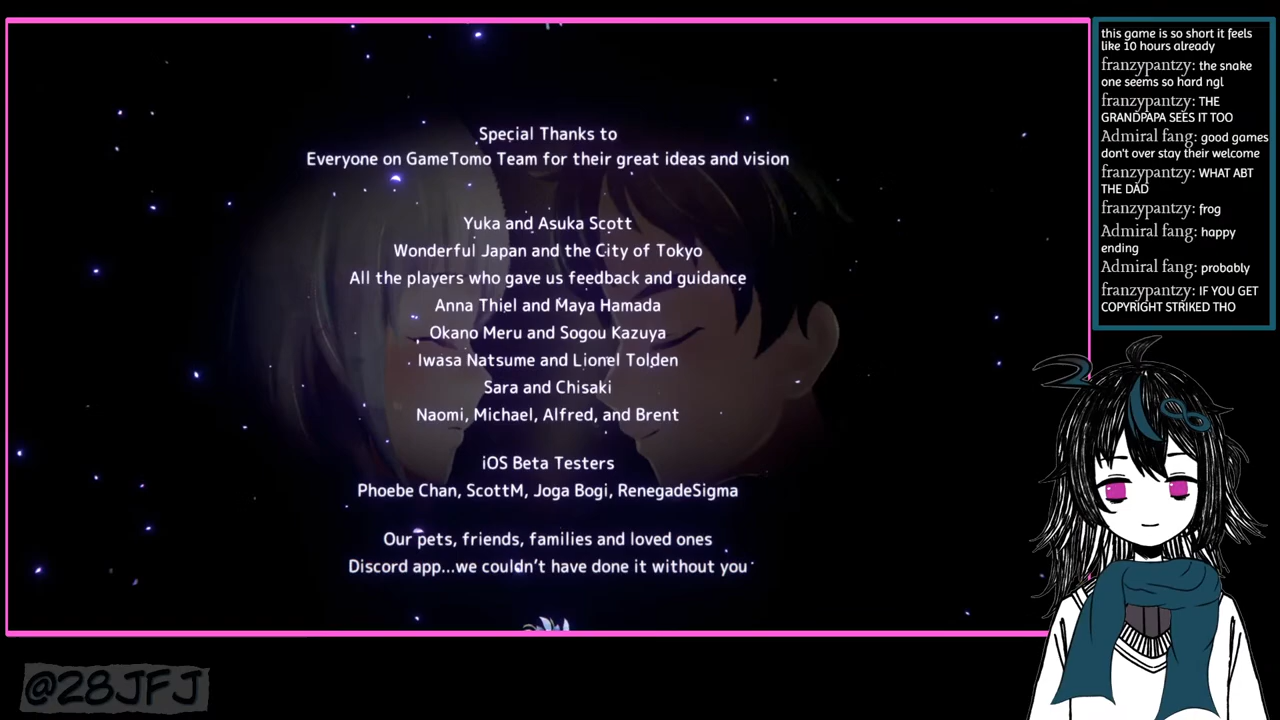 Special Thanks to
Everyone on GameTomo Team for their great ideas and vision
Yuka and Asuka Scott
Wonderful Japan and the City of Tokyo
All the players who gave us feedback and guidance
Anna Thiel and Maya Hamada
Okano Meru and Sogou Kazuya
Iwasa Natsume and Lionel Tolden
Sara and Chisaki
Naomi, Michael, Alfred, and Brent
iOS Beta Testers
Phoebe Chan, ScottM, Joga Bogi, RenegadeSigma
Our pets, friends, families and loved ones
Discord app...we couldn't have done it without you
this game is so short it feels
like 10 hours already
franzypantzy: the snake
one seems so hard ngl
franzypantzy: THE
GRANDPAPA SEES IT TOO
Admiral fang: good games
don't over stay their welcome
franzypantzy: WHAT ABT
THE DAD
franzypantzy: frog
Admiral fang: happy
ending
Admiral fang: probably
franzypantzy: IF YOU GET
COPYRIGHT STRIKED THO
@28JFJ